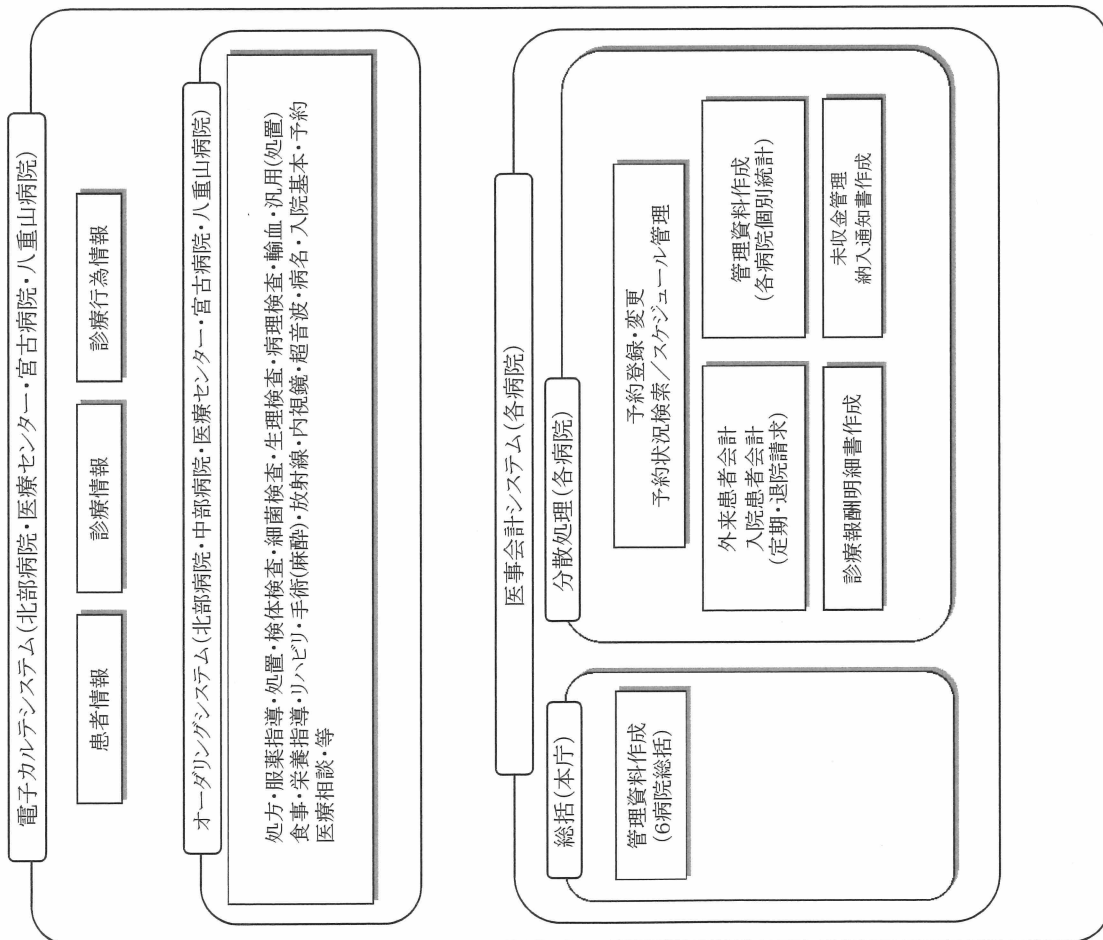 電子カルテシステム(北部病院・医療センター・宮古病院・八重山病院)
患者情報
診療情報
診療行為情報
オーダリングシステム(北部病院・中部病院・医療センター・宮古病院・八重山病院)
処方・服薬指導・処置・検体検査・細菌検査・生理検査・病理検査・輸血・汎用(処置)
食事・栄養指導・リハビリ・手術(麻酔)・放射線・内視鏡・超音波・病名・入院基本・予約
医療相談・等
医事会計システム(各病院)
総括(本庁)
管理資料作成
(6病院総括)
分散処理(各病院)
予約登録・変更
予約状況検索/スケジュール管理
外来患者会計
入院患者会計
(定期・退院請求)
管理資料作成
(各病院個別統計)
診療報酬明細書作成
未収金管理
納入通知書作成